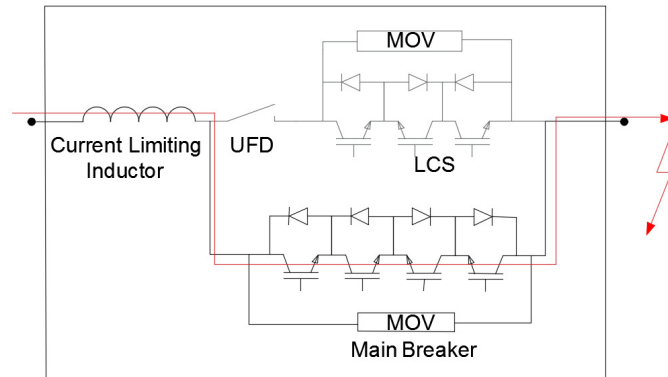 MOV
Current Limiting
Inductor
UFD
LCS
MOV
Main Breaker